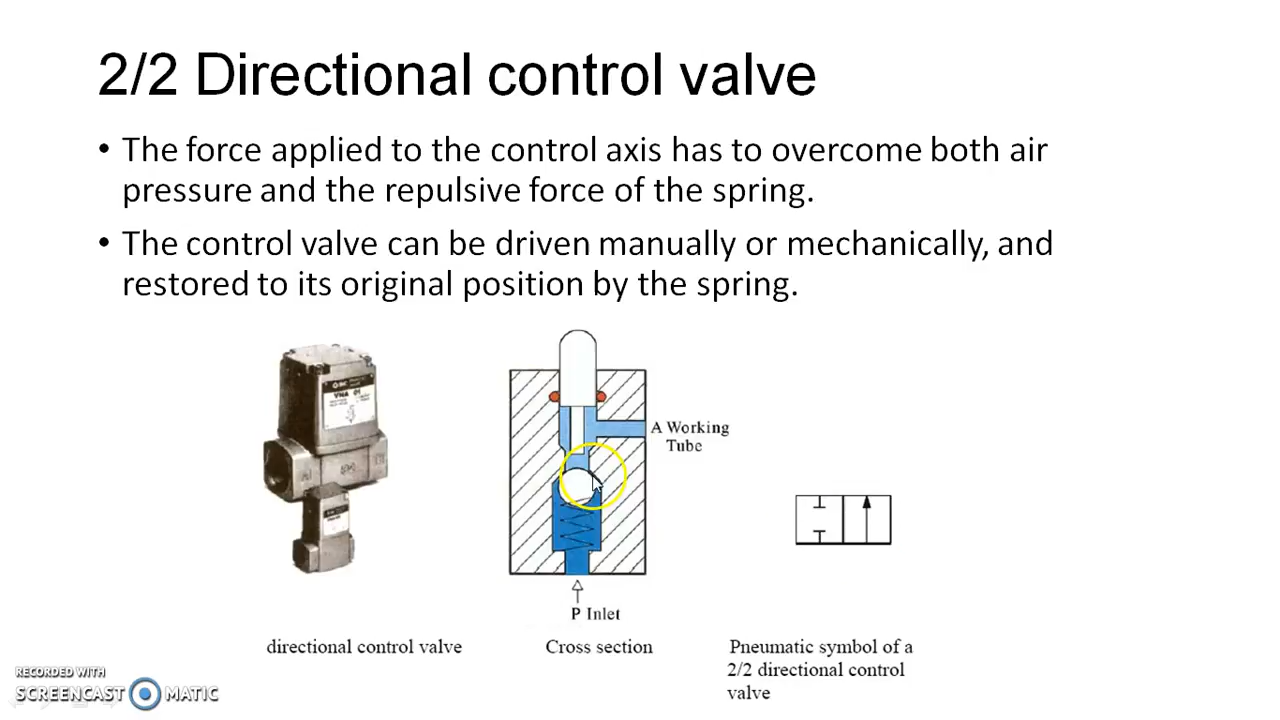 2/2 Directional control valve
• The force applied to the control axis has to overcome both air
pressure and the repulsive force of the spring.
• The control valve can be driven manually or mechanically, and
restored to its original position by the spring.
VNA 01
A Working
Tube
P Inlet
directional control valve
Cross section
Pneumatic symbol of a
2/2 directional control
valve
RECORDED WITH
SCREENCAST MATIC